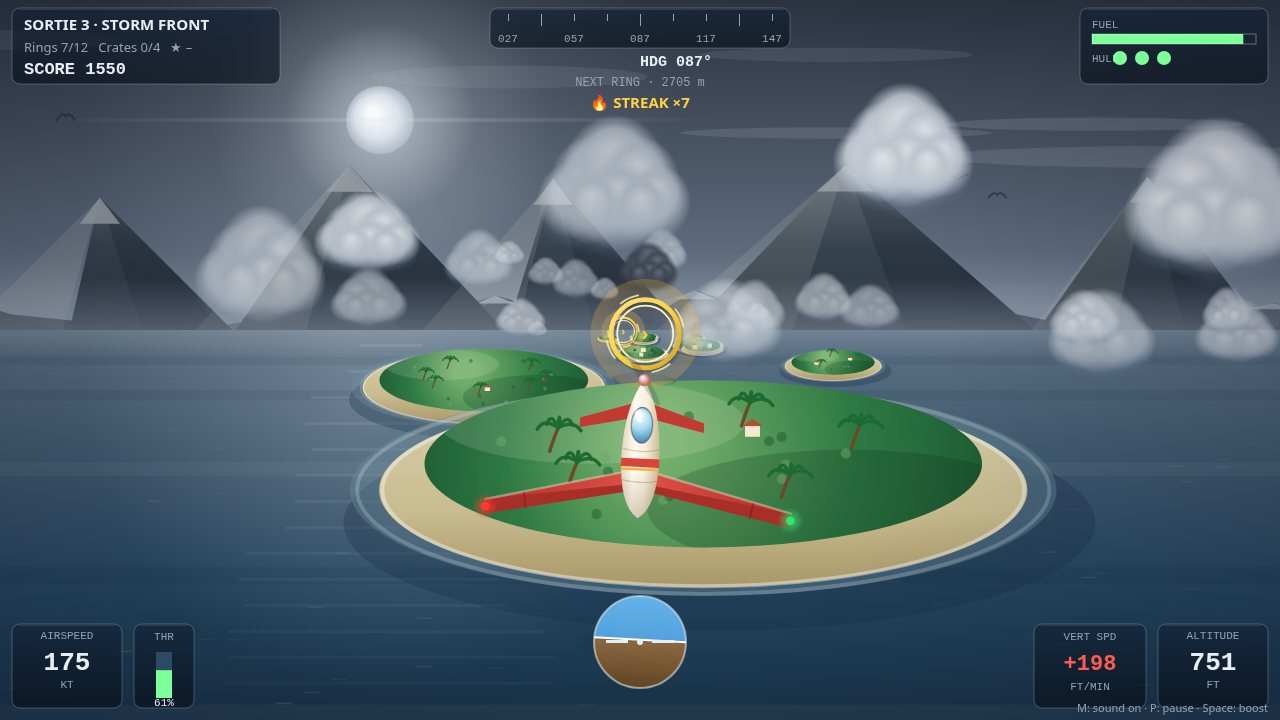 SORTIE 3 · STORM FRONT
Rings 7/12 Crates 0/4 ★ –
SCORE 1550
027 057 087 117 147
HDG 087°
NEXT RING · 2705 m
🔥 STREAK ×7
FUEL
HULL
AIRSPEED
175
KT
THR
61%
VERT SPD
+198
FT/MIN
ALTITUDE
751
FT
M: sound on · P: pause · Space: boost